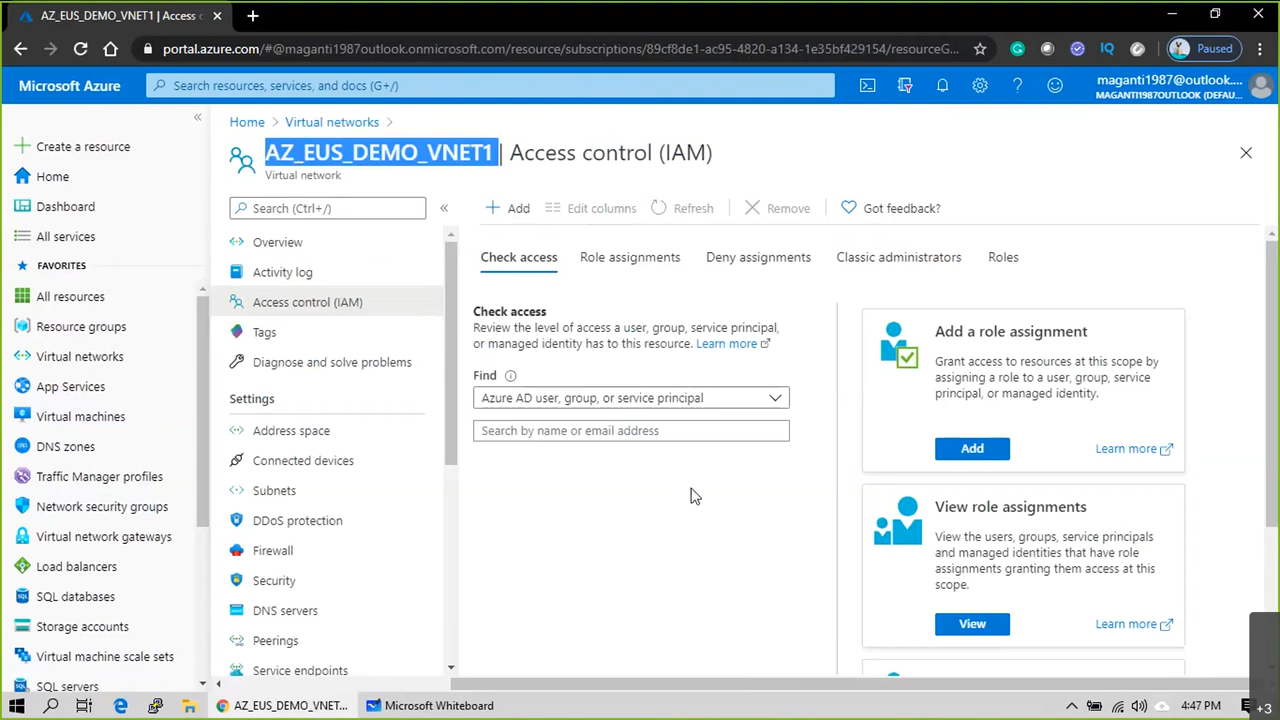 AZ_EUS_DEMO_VNET1 | Access c
portal.azure.com/#@maganti1987outlook.onmicrosoft.com/resource/subscriptions/89cf8de1-ac95-4820-a134-1e35bf429154/resourceG...
IQ
Paused
Microsoft Azure
Search resources, services, and docs (G+/)
maganti1987@outlook....
MAGANTI1987OUTLOOK (DEFAU...
Create a resource
Home
Dashboard
All services
FAVORITES
All resources
Resource groups
Virtual networks
App Services
Virtual machines
DNS zones
Traffic Manager profiles
Network security groups
Virtual network gateways
Load balancers
SQL databases
Storage accounts
Virtual machine scale sets
SQL servers
Home > Virtual networks >
AZ_EUS_DEMO_VNET1 | Access control (IAM)
Virtual network
Search (Ctrl+/)
Overview
Activity log
Access control (IAM)
Tags
Diagnose and solve problems
Settings
Address space
Connected devices
Subnets
DDoS protection
Firewall
Security
DNS servers
Peerings
Service endpoints
Add
Edit columns
Refresh
Remove
Got feedback?
Check access
Role assignments
Deny assignments
Classic administrators
Roles
Check access
Review the level of access a user, group, service principal,
or managed identity has to this resource. Learn more
Find
Azure AD user, group, or service principal
Search by name or email address
Add a role assignment
Grant access to resources at this scope by
assigning a role to a user, group, service
principal, or managed identity.
Add
Learn more
View role assignments
View the users, groups, service principals
and managed identities that have role
assignments granting them access at this
scope.
View
Learn more
AZ_EUS_DEMO_VNET...
Microsoft Whiteboard
4:47 PM
+3